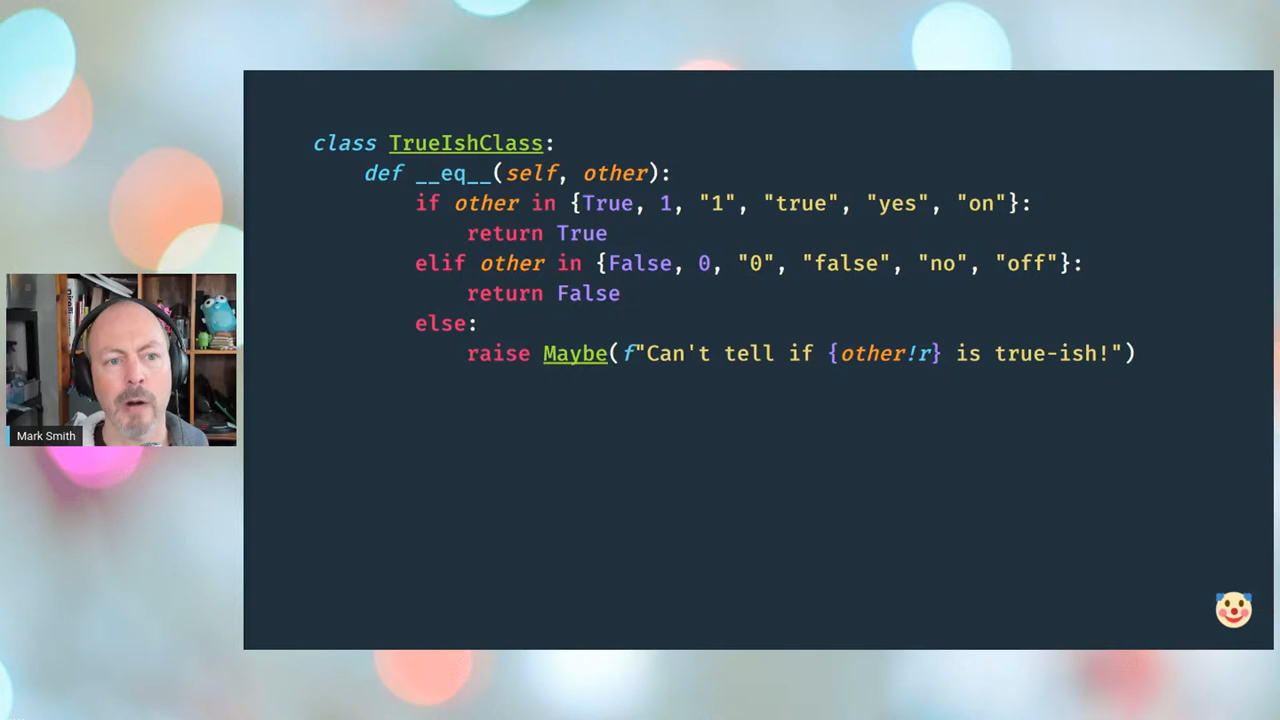 class TrueIshClass:
    def __eq__(self, other):
        if other in {True, 1, "1", "true", "yes", "on"}:
            return True
        elif other in {False, 0, "0", "false", "no", "off"}:
            return False
        else:
            raise Maybe(f"Can't tell if {other!r} is true-ish!")
Mark Smith